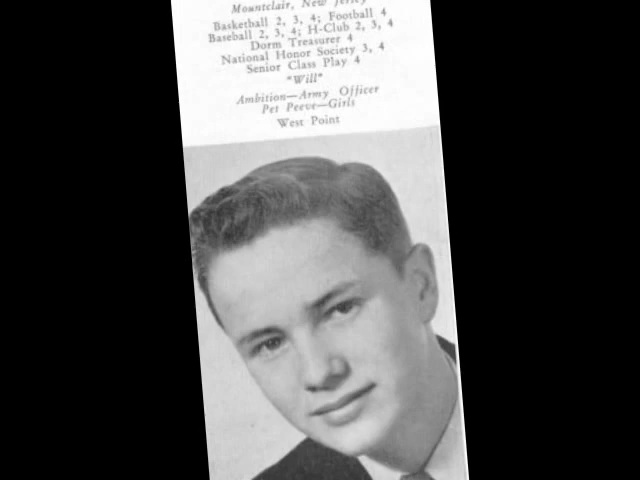 Mountclair, New Jersey
Basketball 2, 3, 4; Football 4
Baseball 2, 3, 4; H-Club 2, 3, 4
Dorm Treasurer 4
National Honor Society 3, 4
Senior Class Play 4
"Will"
Ambition—Army Officer
Pet Peeve—Girls
West Point